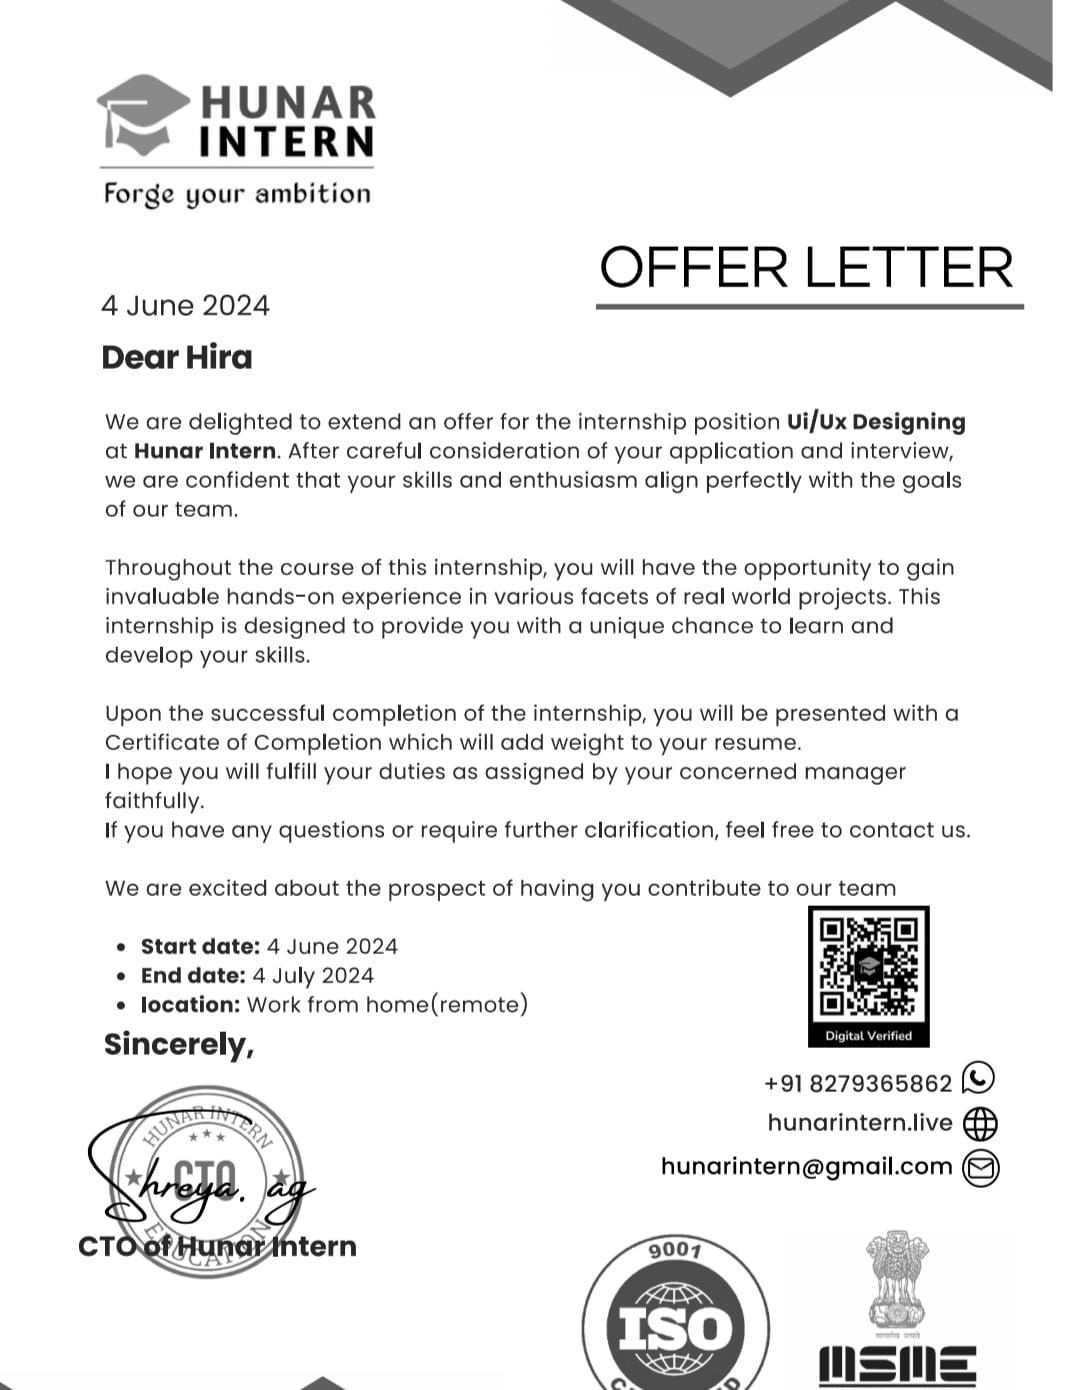 HUNAR
INTERN
Forge your ambition
OFFER LETTER
4 June 2024
Dear Hira
We are delighted to extend an offer for the internship position Ui/Ux Designing
at Hunar Intern. After careful consideration of your application and interview,
we are confident that your skills and enthusiasm align perfectly with the goals
of our team.
Throughout the course of this internship, you will have the opportunity to gain
invaluable hands-on experience in various facets of real world projects. This
internship is designed to provide you with a unique chance to learn and
develop your skills.
Upon the successful completion of the internship, you will be presented with a
Certificate of Completion which will add weight to your resume.
I hope you will fulfill your duties as assigned by your concerned manager
faithfully.
If you have any questions or require further clarification, feel free to contact us.
We are excited about the prospect of having you contribute to our team
• Start date: 4 June 2024
• End date: 4 July 2024
• location: Work from home(remote)
Digital Verified
Sincerely,
+91 8279365862
hunarintern.live
hunarintern@gmail.com
HUNAR INTERN
CTO
EDUCATION
Shreya. ag
CTO of Hunar Intern
9001
ISO
MSME